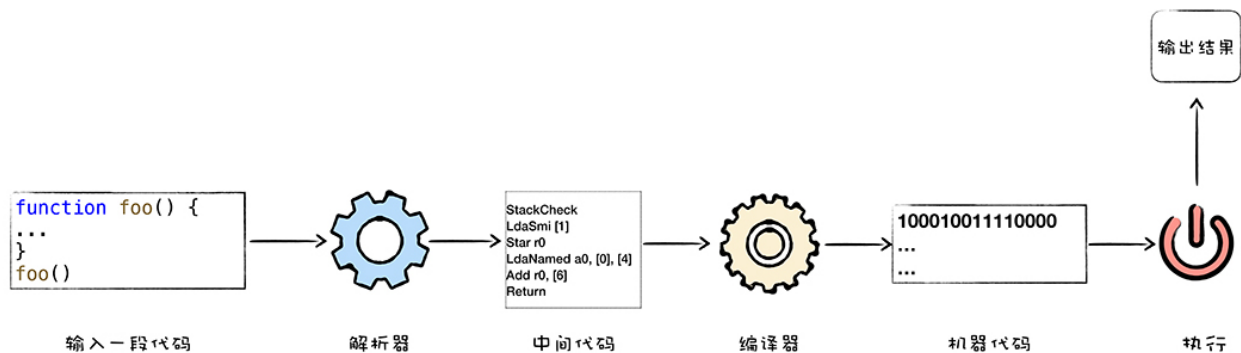 输出结果
function foo() {
...
}
foo()
StackCheck
LdaSmi [1]
Star r0
LdaNamed a0, [0], [4]
Add r0, [6]
Return
100010011110000
...
...
输入一段代码
解析器
中间代码
编译器
机器代码
执行